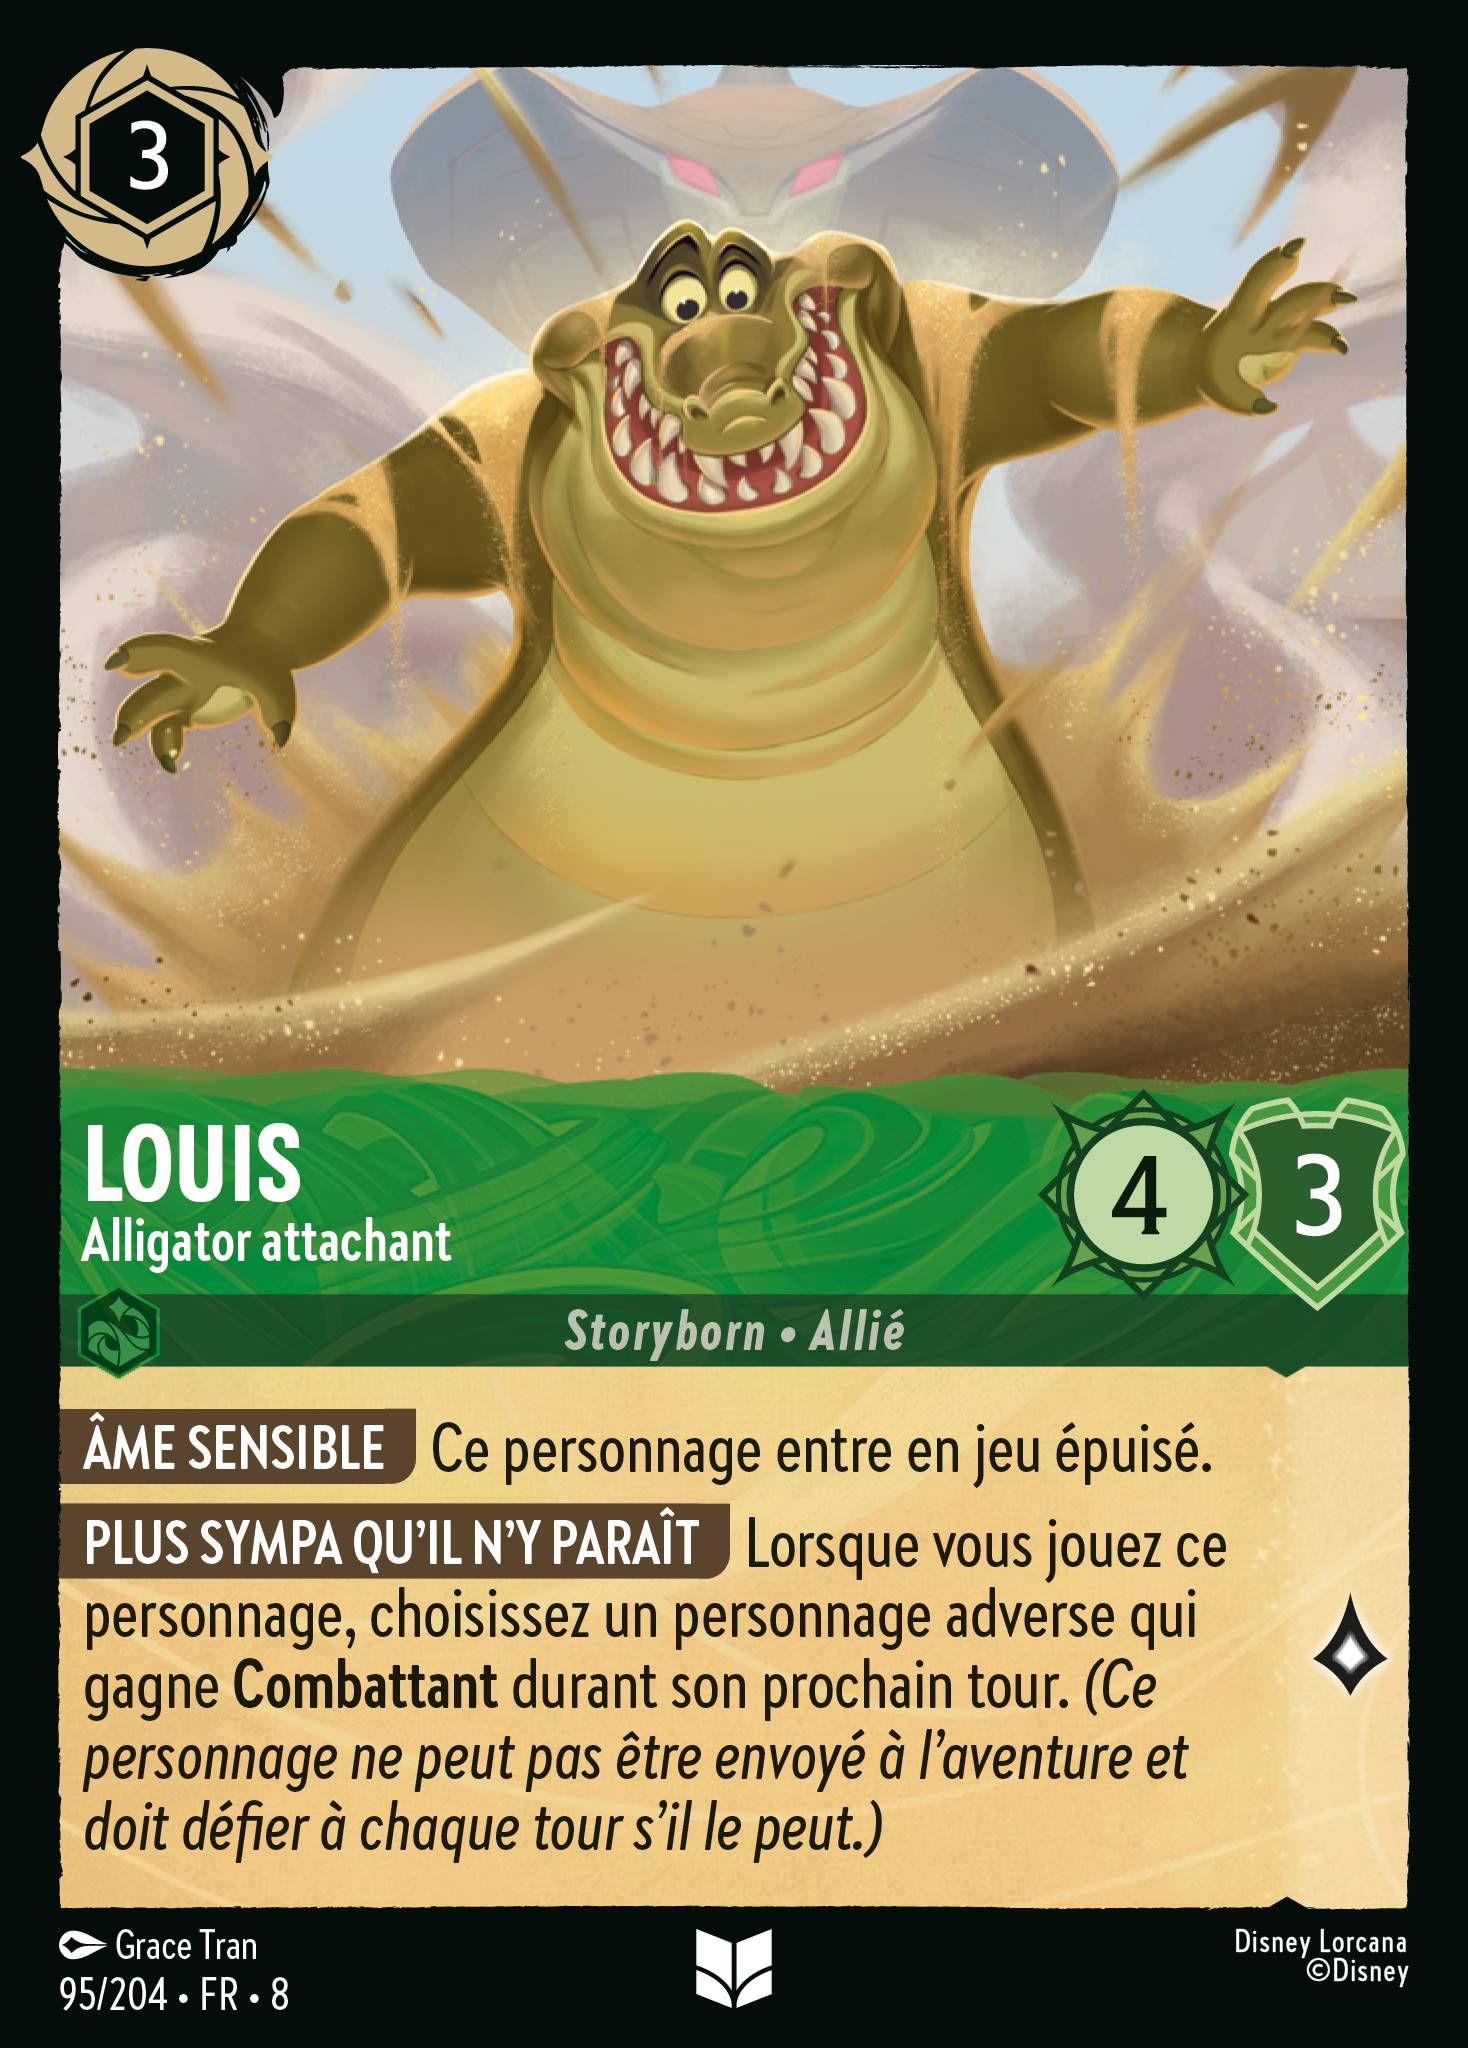 3
LOUIS
Alligator attachant
4
3
Storyborn • Allié
ÂME SENSIBLE Ce personnage entre en jeu épuisé.
PLUS SYMPA QU’IL N’Y PARAÎT Lorsque vous jouez ce
personnage, choisissez un personnage adverse qui
gagne Combattant durant son prochain tour. (Ce
personnage ne peut pas être envoyé à l’aventure et
doit défier à chaque tour s’il le peut.)
Grace Tran
95/204 • FR • 8
Disney Lorcana
©Disney